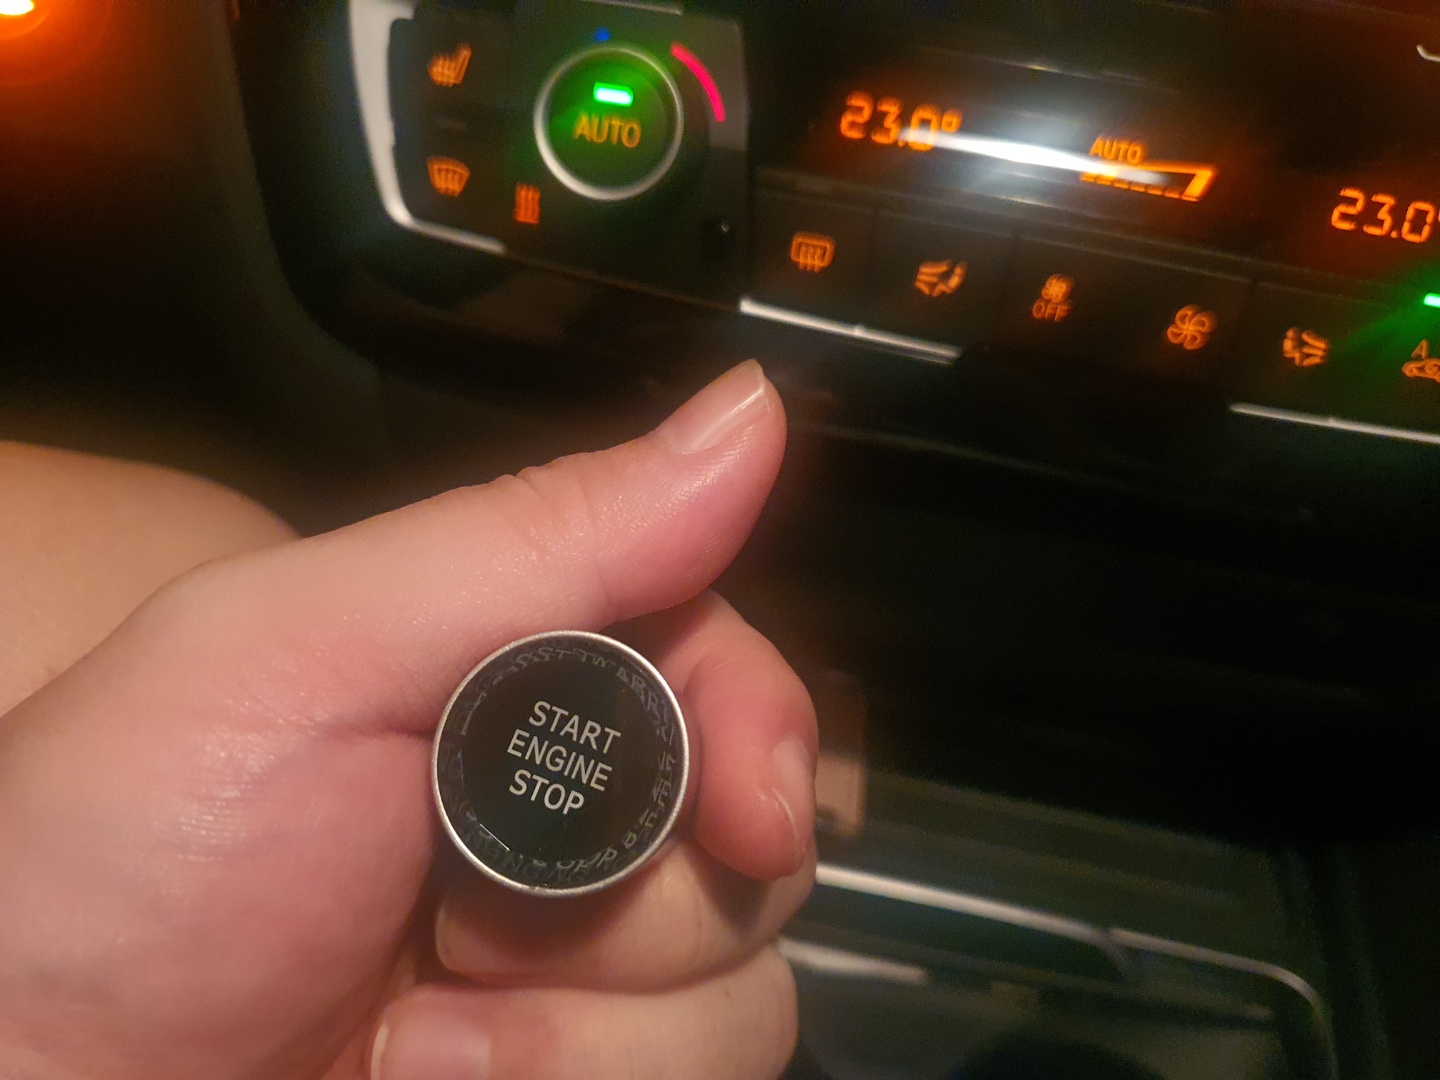 AUTO
23.0°
AUTO
23.0°
OFF
A
START
ENGINE
STOP